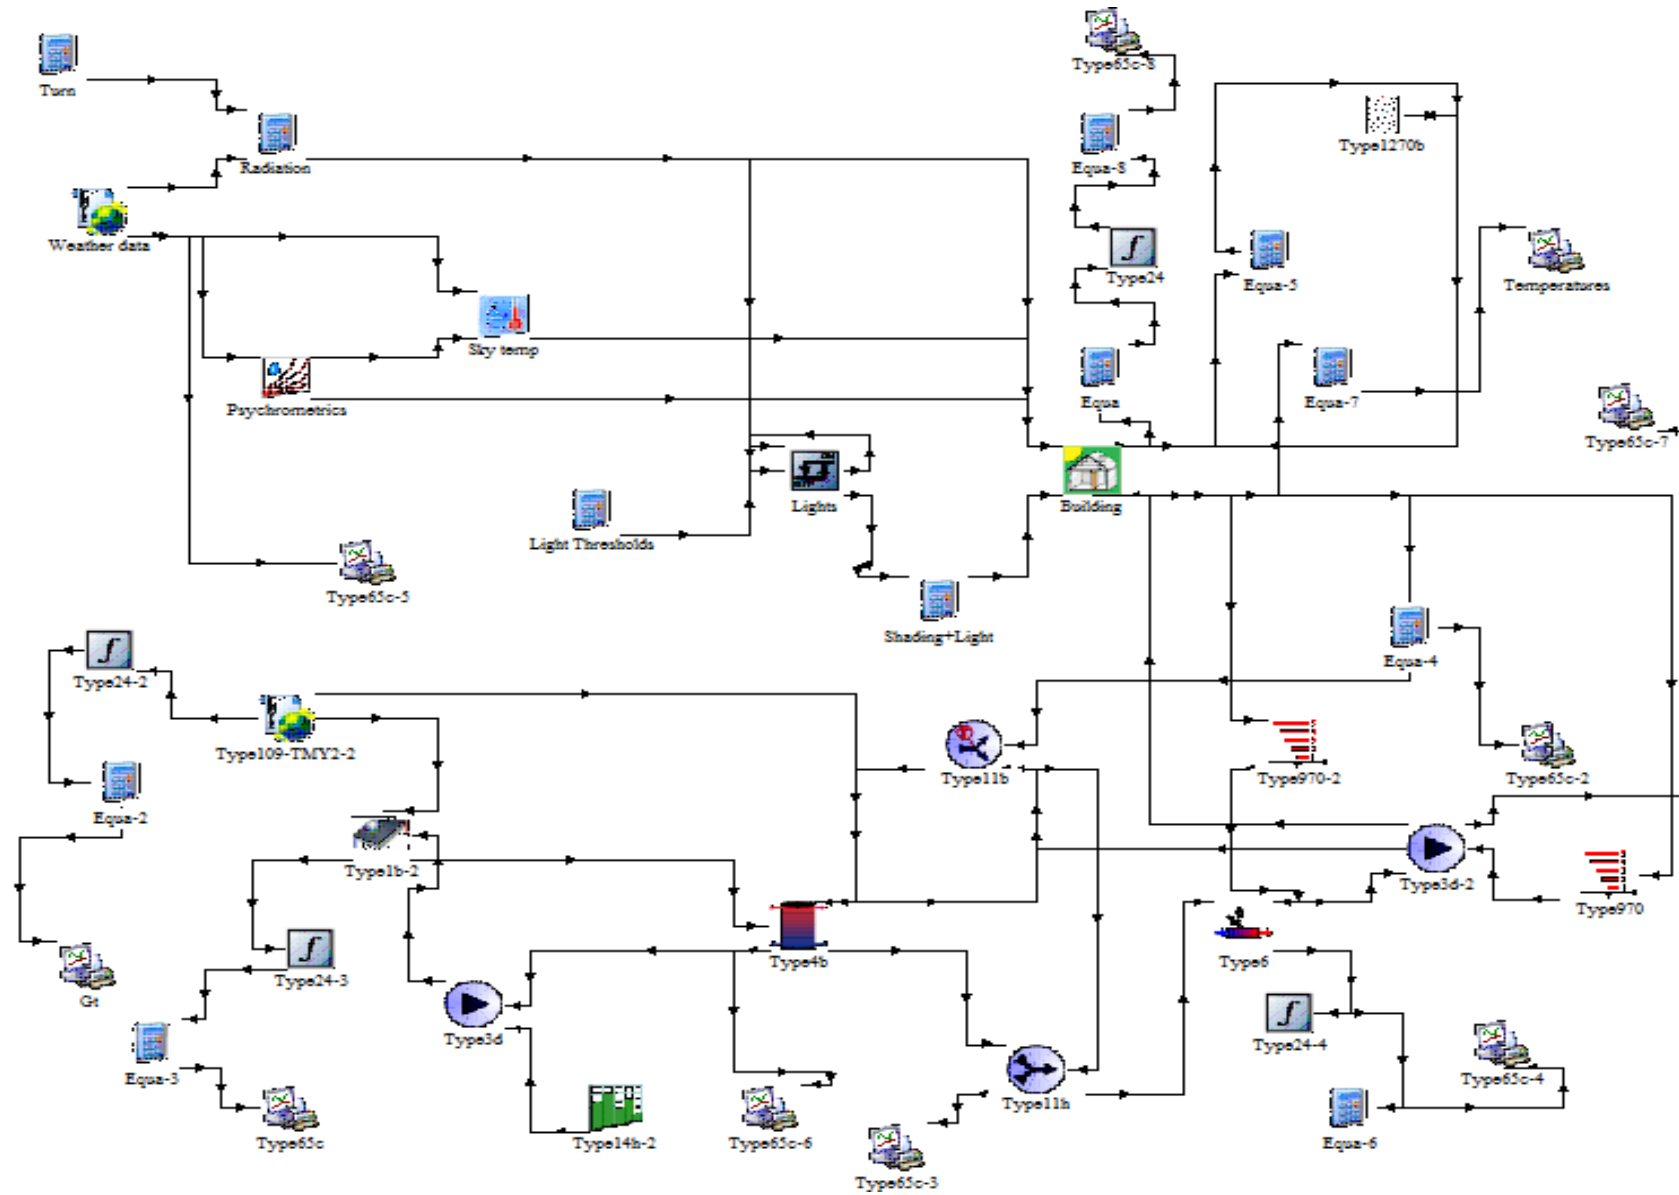 Type65c-8
Turn
Type1270b
Radiation
Equa-8
Weather data
Type24
Equa-5
Temperatures
Sky temp
Psychrometrics
Equa
Equa-7
Type65c-7
Lights
Building
Light Thresholds
Type65c-5
Shading+Light
Equa-4
Type24-2
Type109-TMY2-2
Type11b
Type970-2
Type65c-2
Equa-2
Type1b-2
Type3d-2
Type970
Type4b
Type6
Gt
Type24-3
Type3d
Type24-4
Equa-3
Type65c-4
Type11h
Type65c
Type14h-2
Type65c-6
Equa-6
Type65c-3